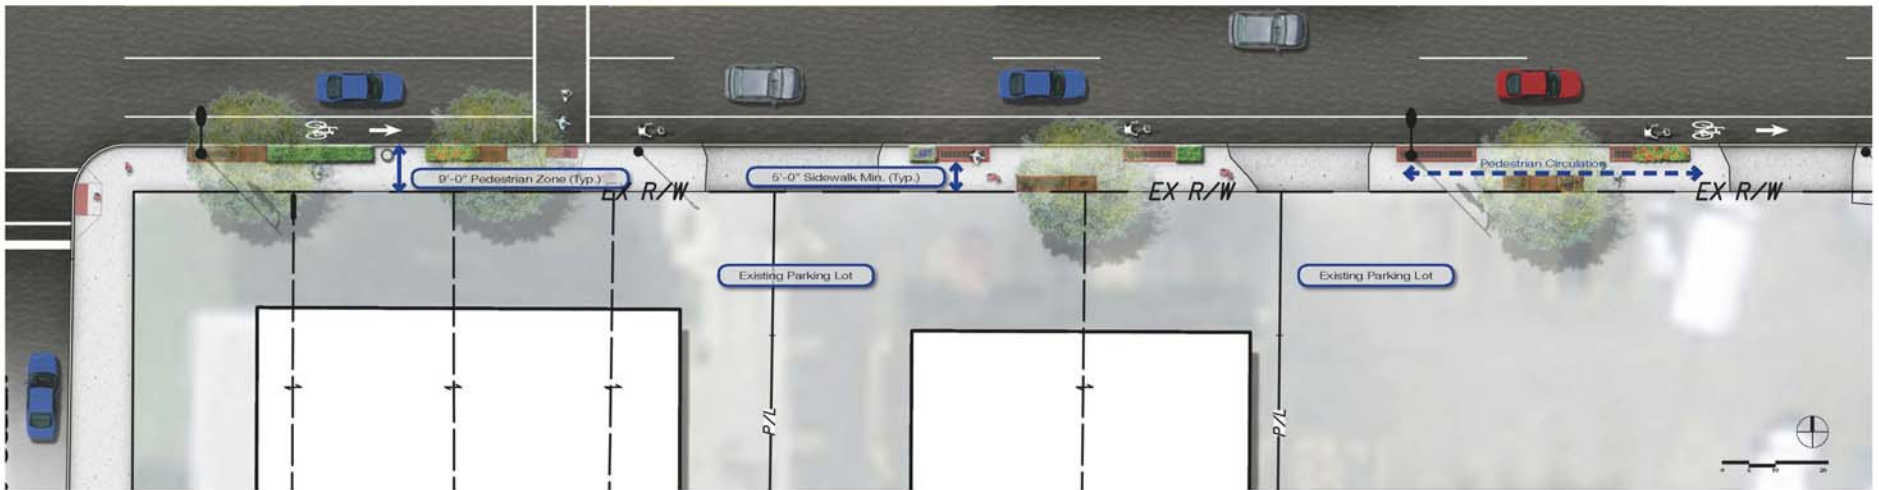 Pedestrian Circulation
9'-0" Pedestrian Zone (Typ.)
5'-0" Sidewalk Min. (Typ.)
EX R/W
EX R/W
EX R/W
Existing Parking Lot
Existing Parking Lot
P/L
P/L